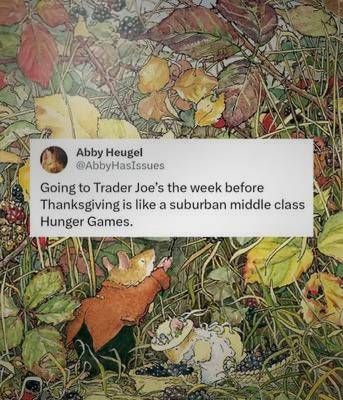 Abby Heugel
@AbbyHasIssues
Going to Trader Joe's the week before
Thanksgiving is like a suburban middle class
Hunger Games.